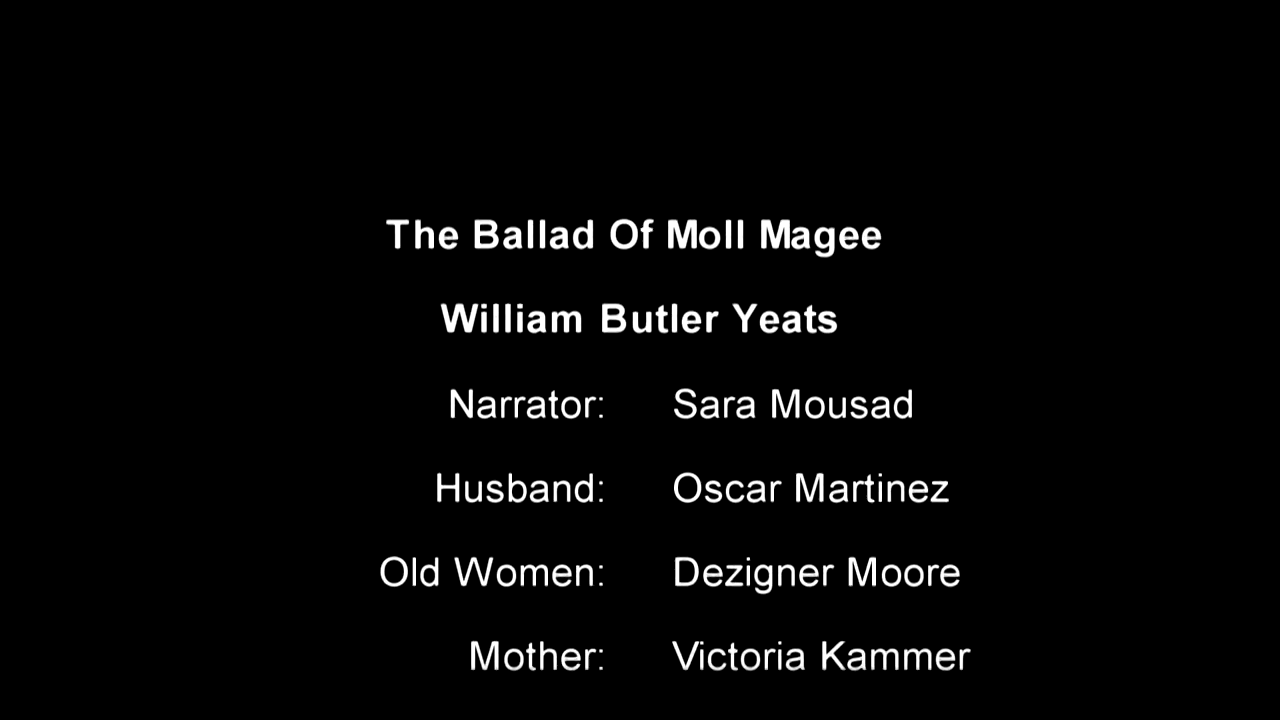 The Ballad Of Moll Magee
William Butler Yeats
Narrator: Sara Mousad
Husband: Oscar Martinez
Old Women: Dezigner Moore
Mother: Victoria Kammer